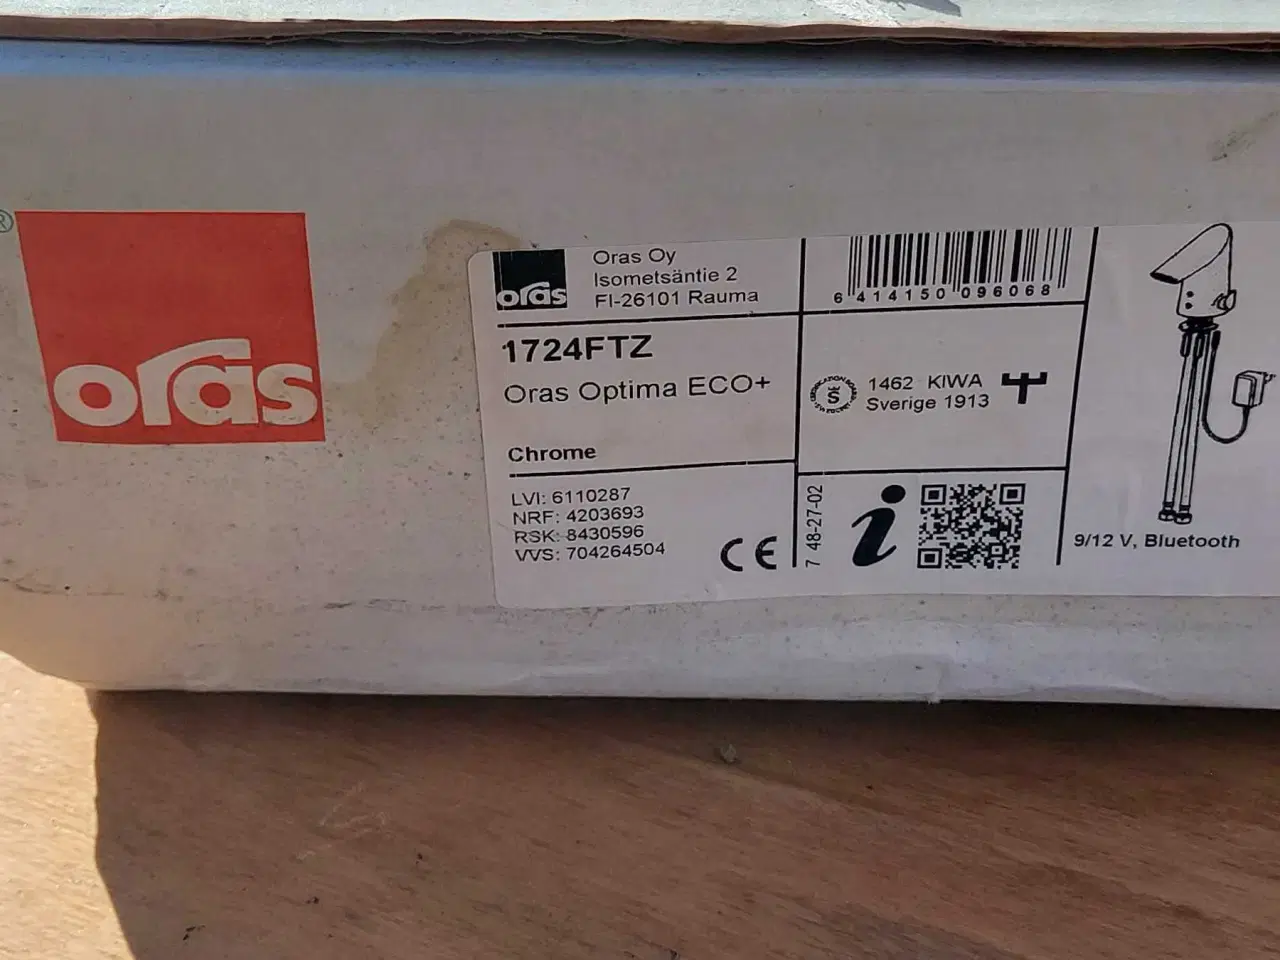 ®
oras
oras
Oras Oy
Isometsäntie 2
FI-26101 Rauma
1724FTZ
Oras Optima ECO+
Chrome
LVI: 6110287
NRF: 4203693
RSK: 8430596
VVS: 704264504
CE
6 414150 096068
1462 KIWA
Sverige 1913
7 48-27-02
i
9/12 V, Bluetooth